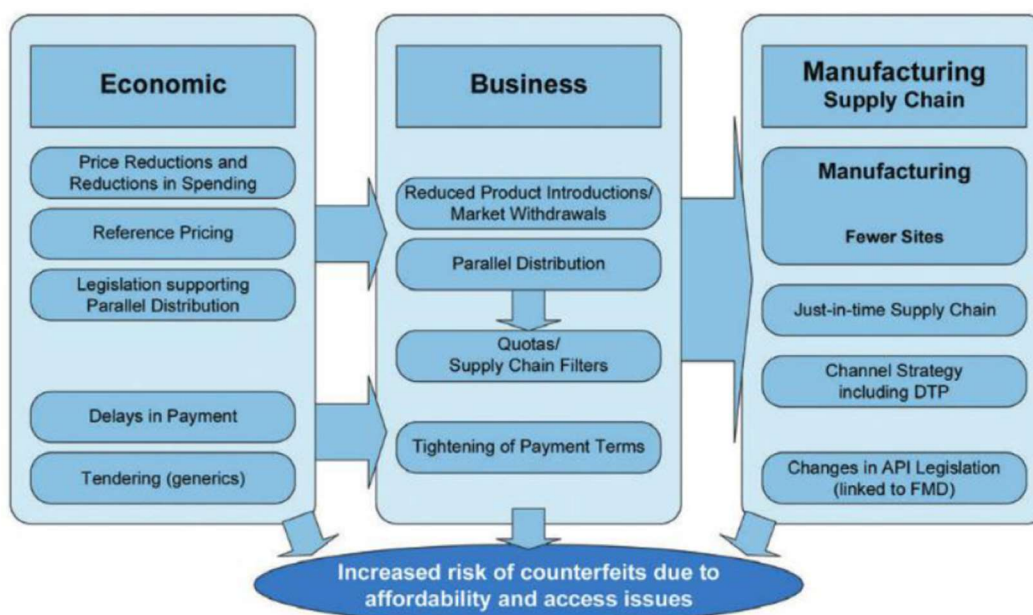 Economic
Price Reductions and
Reductions in Spending
Reference Pricing
Legislation supporting
Parallel Distribution
Delays in Payment
Tendering (generics)
Business
Reduced Product Introductions/
Market Withdrawals
Parallel Distribution
Quotas/
Supply Chain Filters
Tightening of Payment Terms
Manufacturing
Supply Chain
Manufacturing
Fewer Sites
Just-in-time Supply Chain
Channel Strategy
including DTP
Changes in API Legislation
(linked to FMD)
Increased risk of counterfeits due to
affordability and access issues